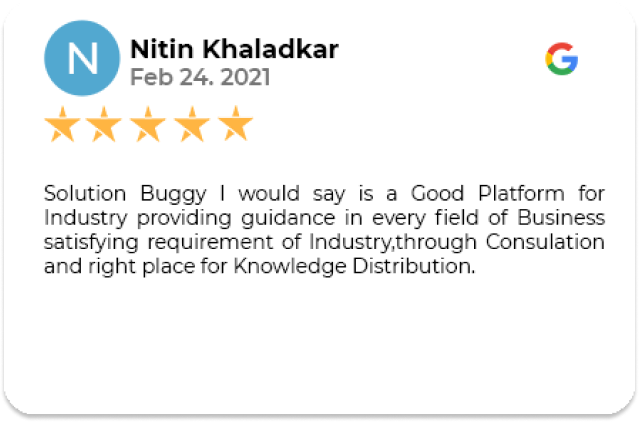 N
Nitin Khaladkar
Feb 24. 2021
G
Solution Buggy I would say is a Good Platform for
Industry providing guidance in every field of Business
satisfying requirement of Industry,through Consulation
and right place for Knowledge Distribution.